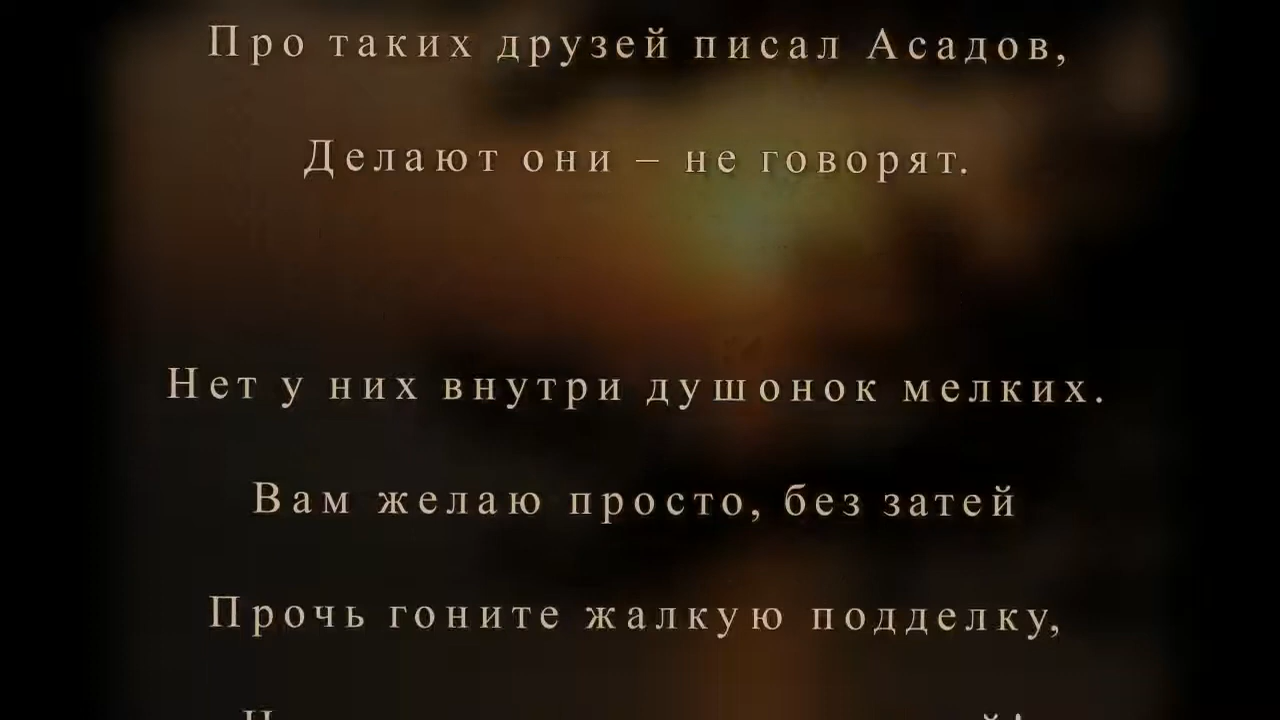 Про таких друзей писал Асадов,
Делают они – не говорят.
Нет у них внутри душонок мелких.
Вам желаю просто, без затей
Прочь гоните жалкую подделку,